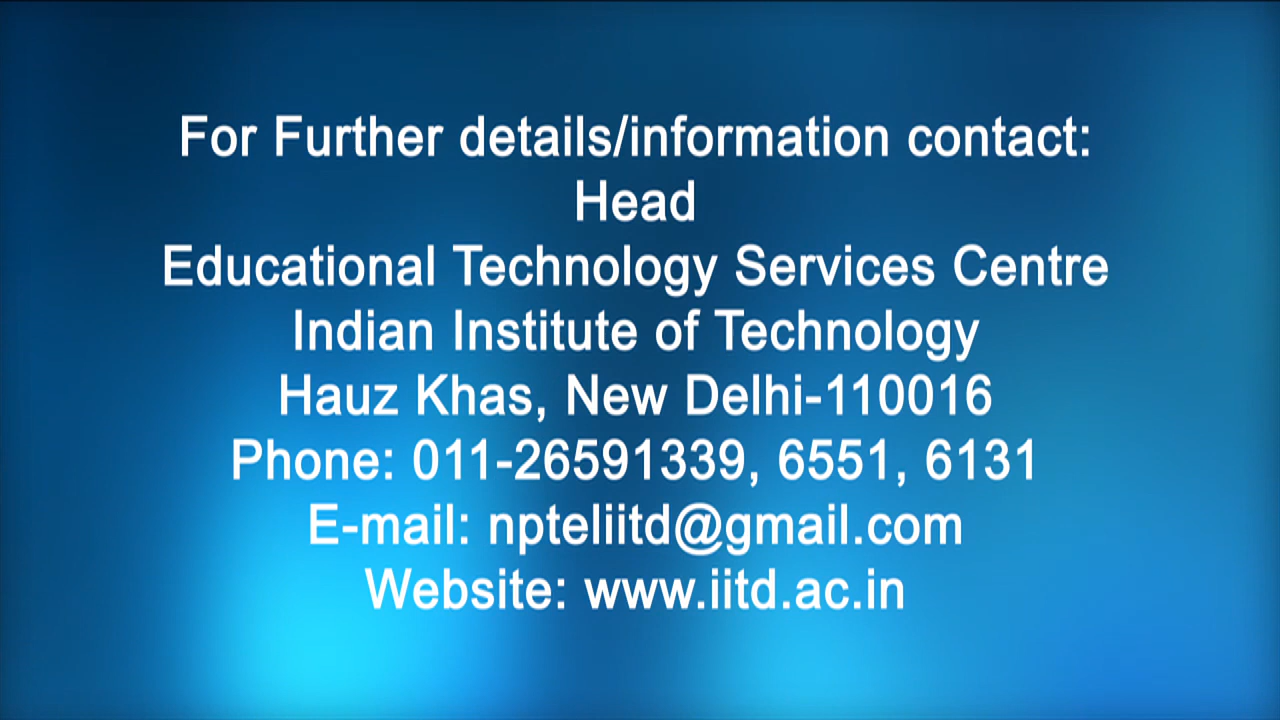 For Further details/information contact:
Head
Educational Technology Services Centre
Indian Institute of Technology
Hauz Khas, New Delhi-110016
Phone: 011-26591339, 6551, 6131
E-mail: npteliitd@gmail.com
Website: www.iitd.ac.in